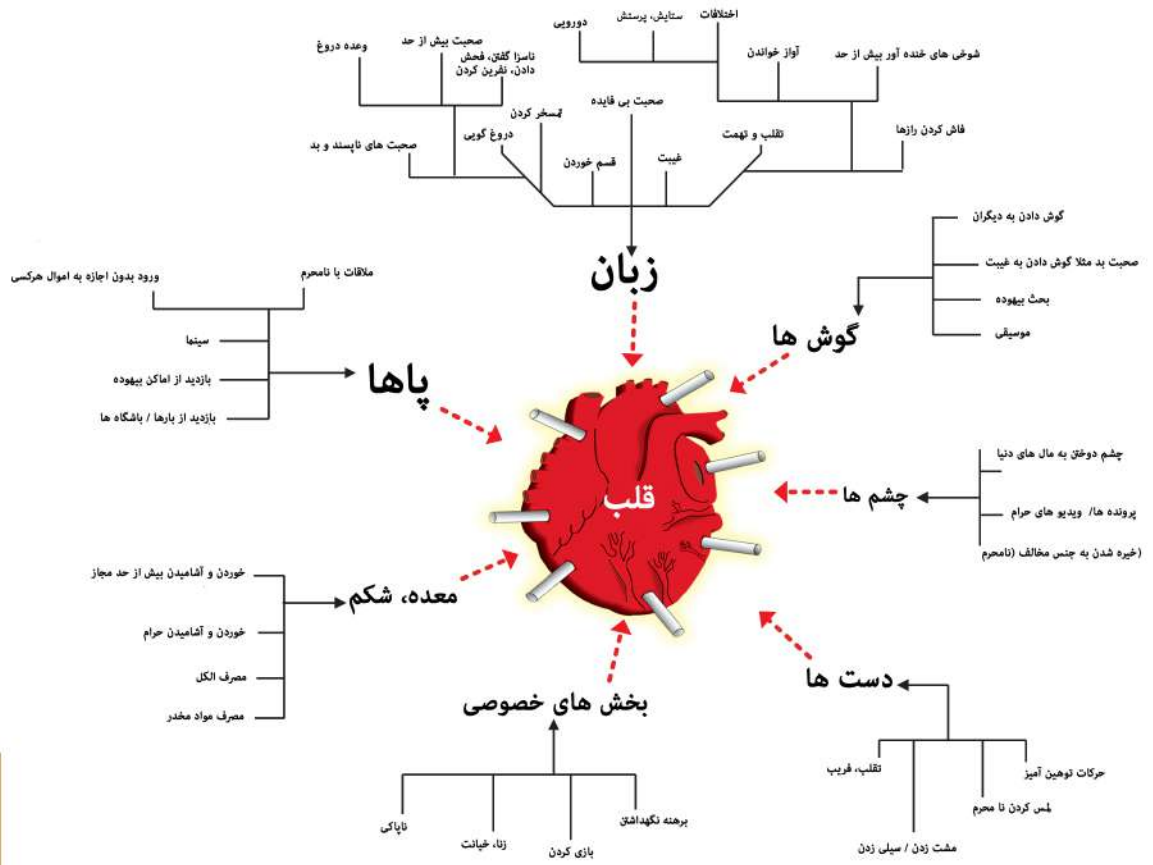 اختلافات
ستایش، پرستش
دورویی
شوخی های خنده آور بیش از حد
آواز خواندن
صحبت بیش از حد
وعده دروغ
ناسزا گفتن، فحش
دادن، نفرین کردن
صحبت بی فایده
تمسخر کردن
فاش کردن رازها
تقلب و تهمت
غیبت
قسم خوردن
دروغ گویی
صحبت های ناپسند و بد
زبان
گوش دادن به دیگران
صحبت بد مثلا گوش دادن به غیبت
بحث بیهوده
موسیقی
گوش ها
ملاقات با نامحرم
ورود بدون اجازه به اموال هرکسی
سینما
بازدید از اماکن بیهوده
بازدید از بارها / باشگاه ها
پاها
قلب
چشم دوختن به مال های دنیا
پرونده ها/ ویدیو های حرام
(خیره شدن به جنس مخالف (نامحرم
چشم ها
خوردن و آشامیدن بیش از حد مجاز
خوردن و آشامیدن حرام
مصرف الکل
مصرف مواد مخدر
معده، شکم
دست ها
حرکات توهین آمیز
لمس کردن نا محرم
مشت زدن / سیلی زدن
تقلب، فریب
بخش های خصوصی
برهنه نگهداشتن
بازی کردن
زنا، خیانت
ناپاکی